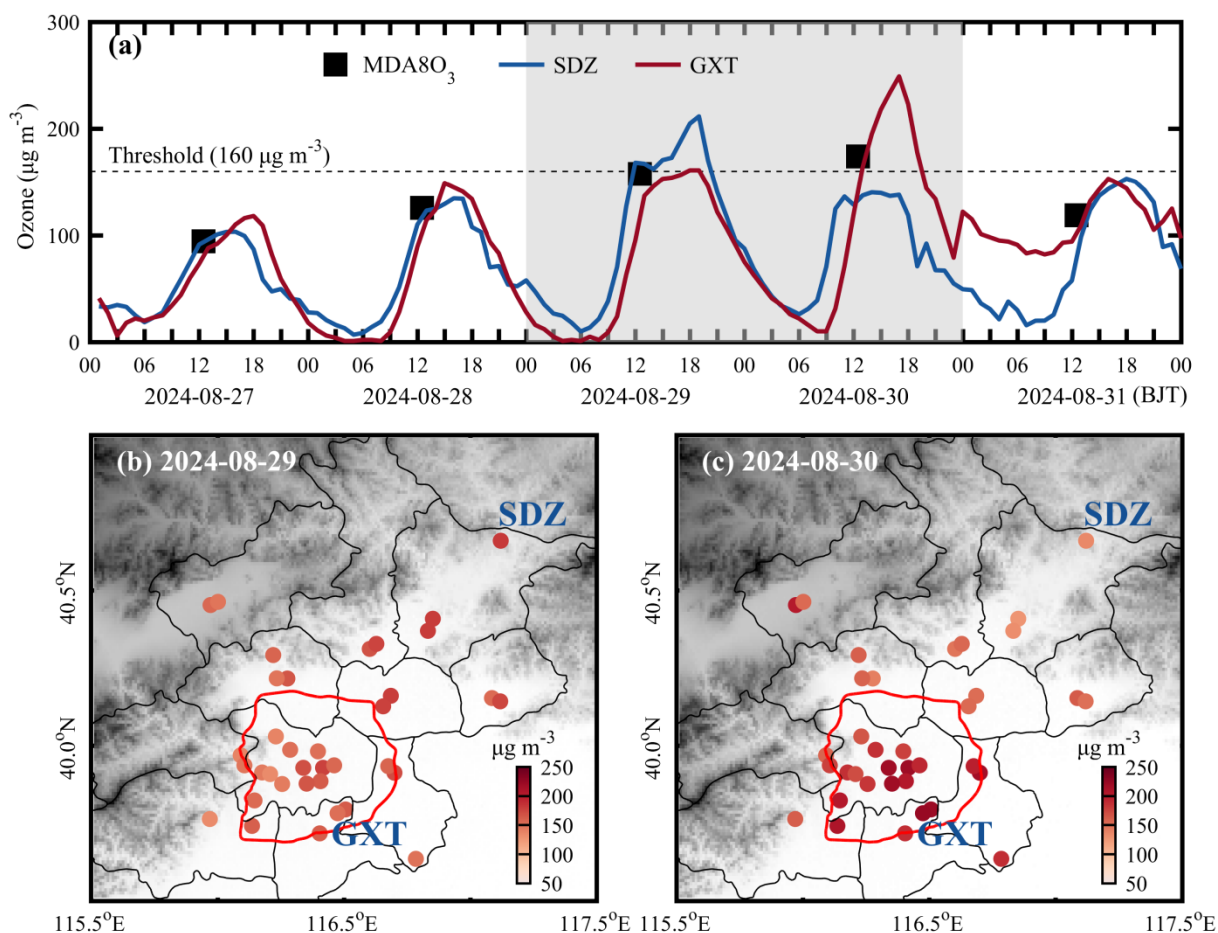 (a)
MDA8O₃ SDZ GXT
Ozone (μg m⁻³)
300
200
100
0
Threshold (160 μg m⁻³)
00 06 12 18 00 06 12 18 00 06 12 18 00 06 12 18 00 06 12 18 00
2024-08-27 2024-08-28 2024-08-29 2024-08-30 2024-08-31 (BJT)
(b) 2024-08-29
SDZ
GXT
40.5°N
40.0°N
μg m⁻³
250
200
150
100
50
115.5°E 116.5°E 117.5°E
(c) 2024-08-30
SDZ
GXT
40.5°N
40.0°N
μg m⁻³
250
200
150
100
50
115.5°E 116.5°E 117.5°E